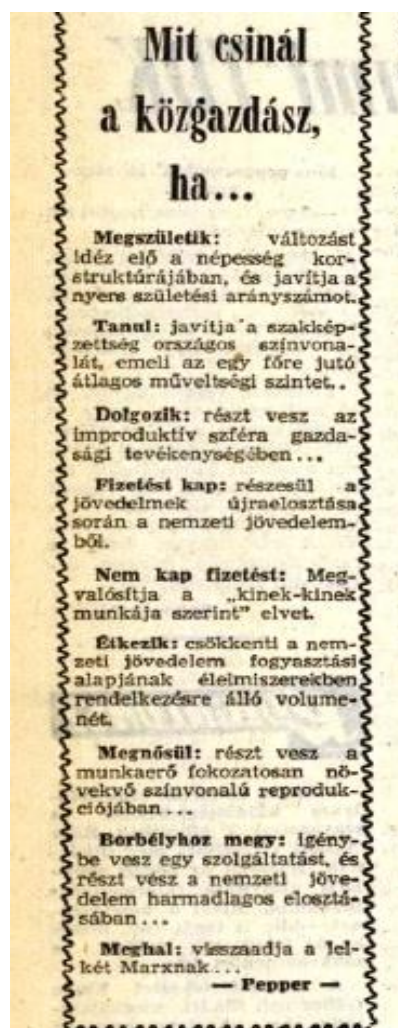 Mit csinál
a közgazdász,
ha...
Megszületik: változást
idéz elő a népesség kor-
struktúrájában, és javítja a
nyers születési arányszámot.
Tanul: javítja a szakkép-
zettség országos színvona-
lát, emeli az egy főre jutó
átlagos műveltségi szintet..
Dolgozik: részt vesz az
improduktív szféra gazda-
sági tevékenységében...
Fizetést kap: részesül a
jövedelmek újraelosztása
során a nemzeti jövedelem-
ből.
Nem kap fizetést: Meg-
valósítja a „kinek-kinek
munkája szerint" elvet.
Étkezik: csökkenti a nem-
zeti jövedelem fogyasztási
alapjának élelmiszerekben
rendelkezésre álló volume-
nét.
Megnősül: részt vesz a
munkaerő fokozatosan nö-
vekvő színvonalú reproduk-
ciójában...
Borbélyhoz megy: igény-
be vesz egy szolgáltatást, és
részt vesz a nemzeti jöve-
delem harmadlagos elosztá-
sában...
Meghal: visszaadja a lel-
két Marxnak...
— Pepper —